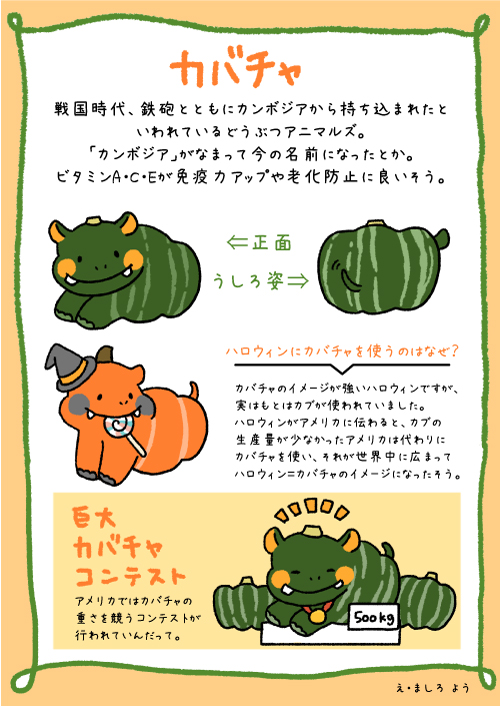 カバチャ
戦国時代、鉄砲とともにカンボジアから持ち込まれたと
いわれているどうぶつアニマルズ。
「カンボジア」がなまって今の名前になったとか。
ビタミンA・C・Eが免疫力アップや老化防止に良いそう。
⇐正面
うしろ姿⇒
ハロウィンにカバチャを使うのはなぜ?
カバチャのイメージが強いハロウィンですが、
実はもとはカブが使われていました。
ハロウィンがアメリカに伝わると、カブの
生産量が少なかったアメリカは代わりに
カバチャを使い、それが世界中に広まって
ハロウィン=カバチャのイメージになったそう。
巨大
カバチャ
コンテスト
アメリカではカバチャの
重さを競うコンテストが
行われていんだって。
500kg
え・ましろ よう